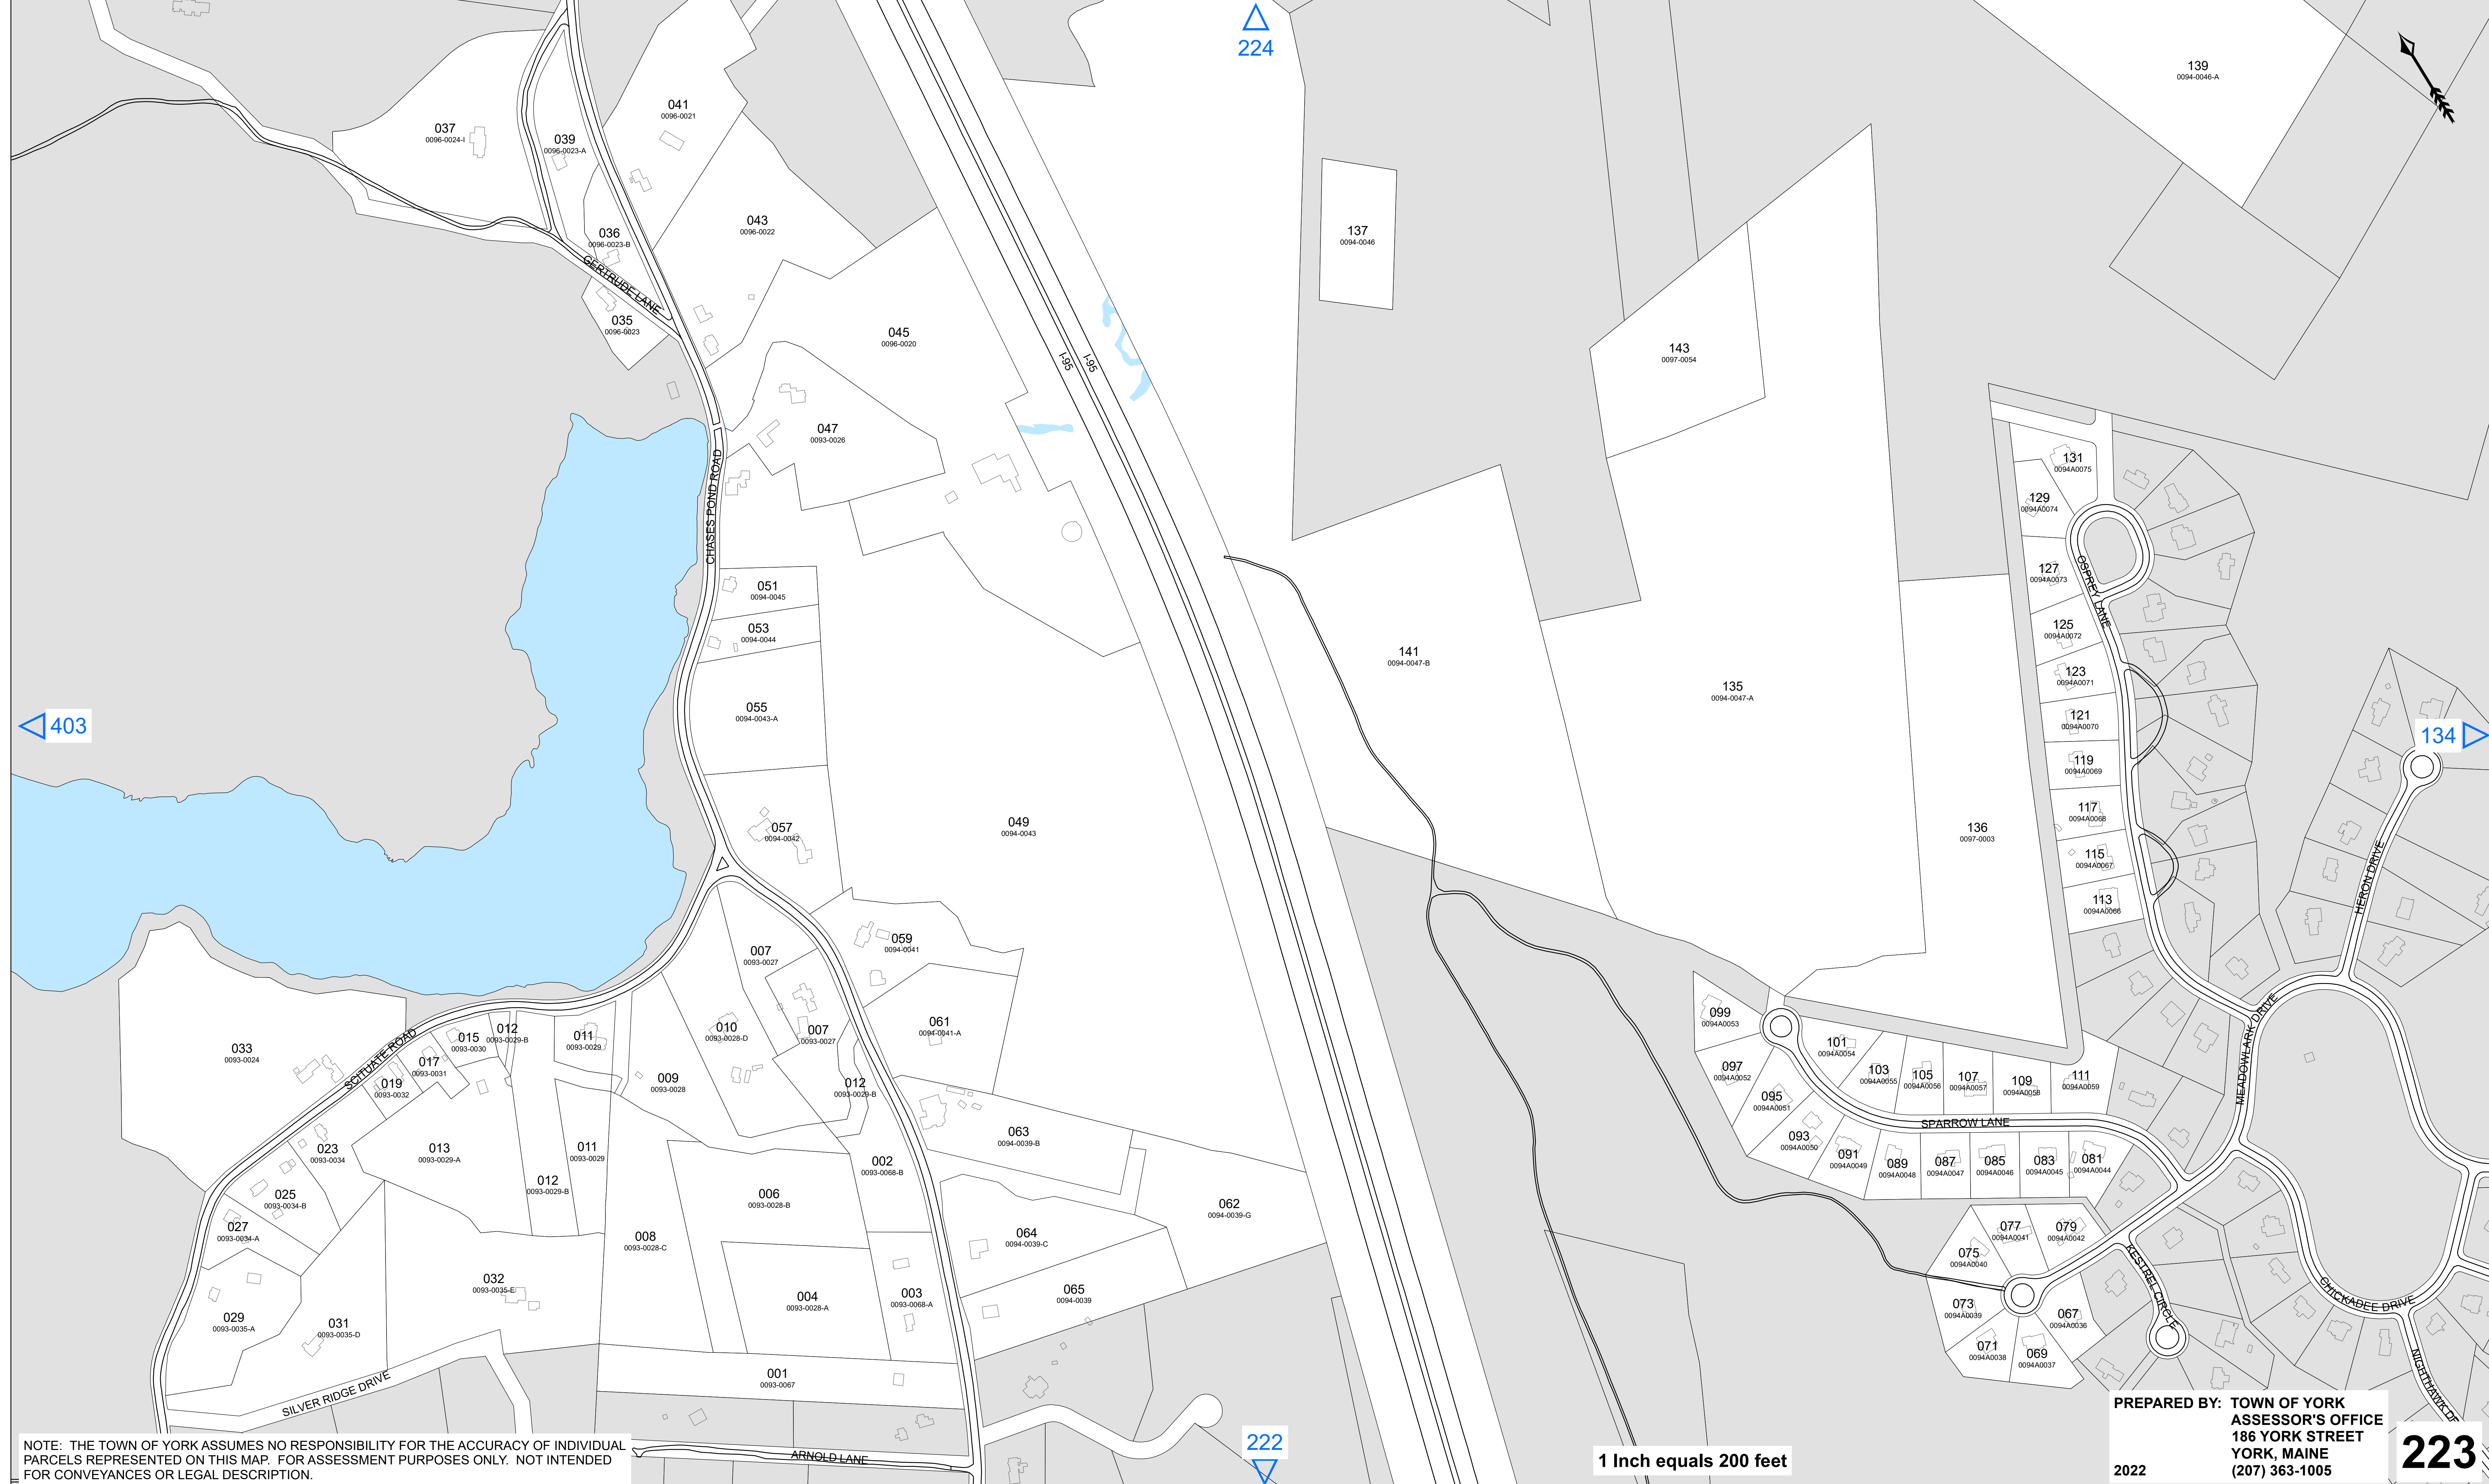 224
139
0094-0046-A
041
0096-0021
037
0096-0024-I
039
0096-0023-A
043
0096-0022
036
0096-0023-B
137
0094-0046
GERTRUDE LANE
035
0096-0023
045
0096-0020
I-95
I-95
143
0097-0054
047
0093-0026
CHASES POND ROAD
131
0094A0075
129
0094A0074
127
0094A0073
OSPREY LANE
051
0094-0045
053
0094-0044
125
0094A0072
141
0094-0047-B
123
0094A0071
135
0094-0047-A
055
0094-0043-A
121
0094A0070
403
134
119
0094A0069
117
0094A0068
049
0094-0043
057
0094-0042
136
0097-0003
115
0094A0067
HERON DRIVE
113
0094A0066
059
0094-0041
007
0093-0027
099
0094A0053
061
0094-0041-A
010
0093-0028-D
007
0093-0027
012
0093-0029-B
011
0093-0029
015
0093-0030
033
0093-0024
SCITUATE ROAD
017
0093-0031
019
0093-0032
009
0093-0028
012
0093-0029-B
101
0094A0054
097
0094A0052
103
0094A0055
105
0094A0056
107
0094A0057
109
0094A0058
111
0094A0059
MEADOWLARK DRIVE
095
0094A0051
SPARROW LANE
093
0094A0050
063
0094-0039-B
013
0093-0029-A
023
0093-0034
011
0093-0029
091
0094A0049
089
0094A0048
087
0094A0047
085
0094A0046
083
0094A0045
081
0094A0044
002
0093-0068-B
012
0093-0029-B
025
0093-0034-B
006
0093-0028-B
062
0094-0039-G
027
0093-0034-A
008
0093-0028-C
064
0094-0039-C
077
0094A0041
079
0094A0042
075
0094A0040
KESTREL CIRCLE
032
0093-0035-E
004
0093-0028-A
003
0093-0068-A
065
0094-0039
073
0094A0039
067
0094A0036
CHICKADEE DRIVE
029
0093-0035-A
031
0093-0035-D
071
0094A0038
069
0094A0037
001
0093-0067
SILVER RIDGE DRIVE
NIGHTHAWK DR
ARNOLD LANE
222
NOTE: THE TOWN OF YORK ASSUMES NO RESPONSIBILITY FOR THE ACCURACY OF INDIVIDUAL
PARCELS REPRESENTED ON THIS MAP. FOR ASSESSMENT PURPOSES ONLY. NOT INTENDED
FOR CONVEYANCES OR LEGAL DESCRIPTION.
1 Inch equals 200 feet
PREPARED BY: TOWN OF YORK
ASSESSOR'S OFFICE
186 YORK STREET
YORK, MAINE
2022 (207) 363-1005
223